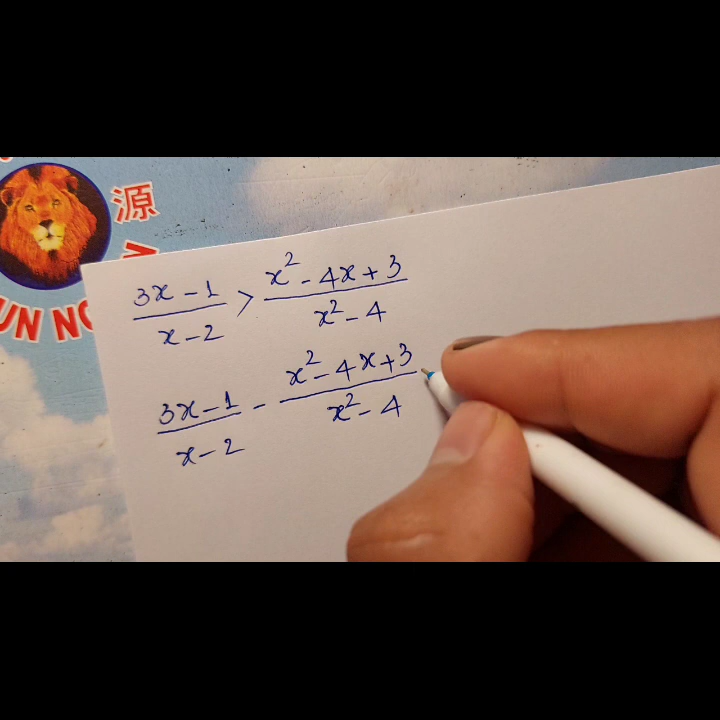 源
UN NO
3x - 1 / x - 2 > x² - 4x + 3 / x² - 4
3x - 1 / x - 2 - x² - 4x + 3 / x² - 4